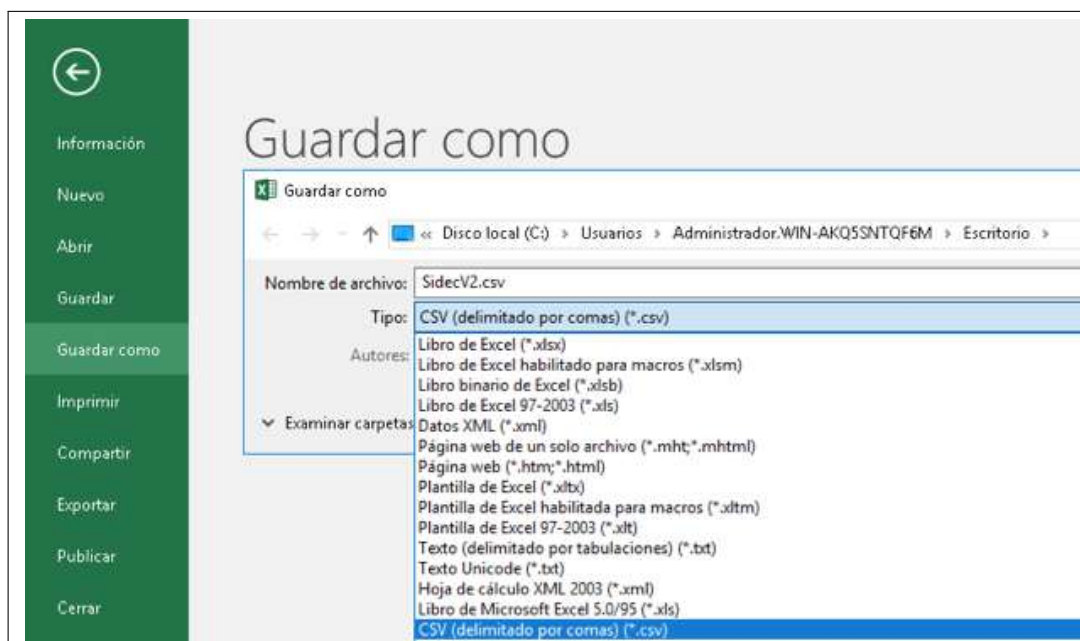 Información
Nuevo
Abrir
Guardar
Guardar como
Imprimir
Compartir
Exportar
Publicar
Cerrar
Guardar como
Guardar como
« Disco local (C:) > Usuarios > Administrador.WIN-AKQ5SNTQF6M > Escritorio >
Nombre de archivo: SidecV2.csv
Tipo: CSV (delimitado por comas) (*.csv)
Autores:
Examinar carpetas
Libro de Excel (*.xlsx)
Libro de Excel habilitado para macros (*.xlsm)
Libro binario de Excel (*.xlsb)
Libro de Excel 97-2003 (*.xls)
Datos XML (*.xml)
Página web de un solo archivo (*.mht;*.mhtml)
Página web (*.htm;*.html)
Plantilla de Excel (*.xltx)
Plantilla de Excel habilitada para macros (*.xltm)
Plantilla de Excel 97-2003 (*.xlt)
Texto (delimitado por tabulaciones) (*.txt)
Texto Unicode (*.txt)
Hoja de cálculo XML 2003 (*.xml)
Libro de Microsoft Excel 5.0/95 (*.xls)
CSV (delimitado por comas) (*.csv)